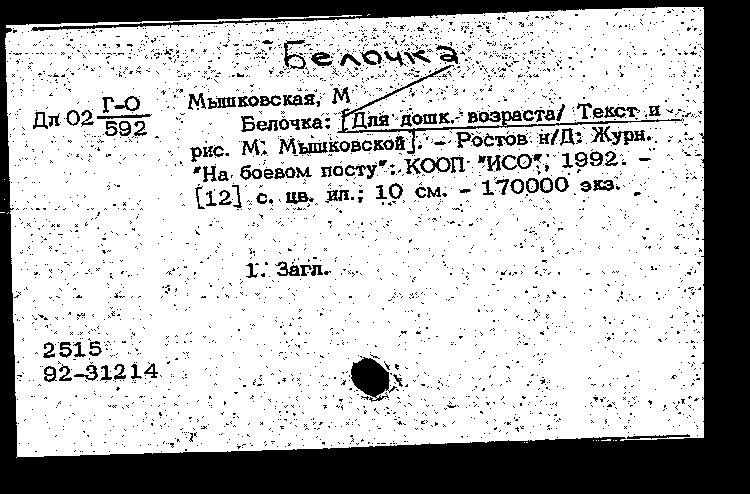 Белочка
Дл 02 Г-О
592
Мышковская, М
Белочка: [Для дошк. возраста/ Текст и
рис. М. Мышковской]. - Ростов н/Д: Журн.
"На боевом посту": КООП "ИСО", 1992. -
[12] с. цв. ил.; 10 см. - 170000 экз.
1. Загл.
2515
92-31214